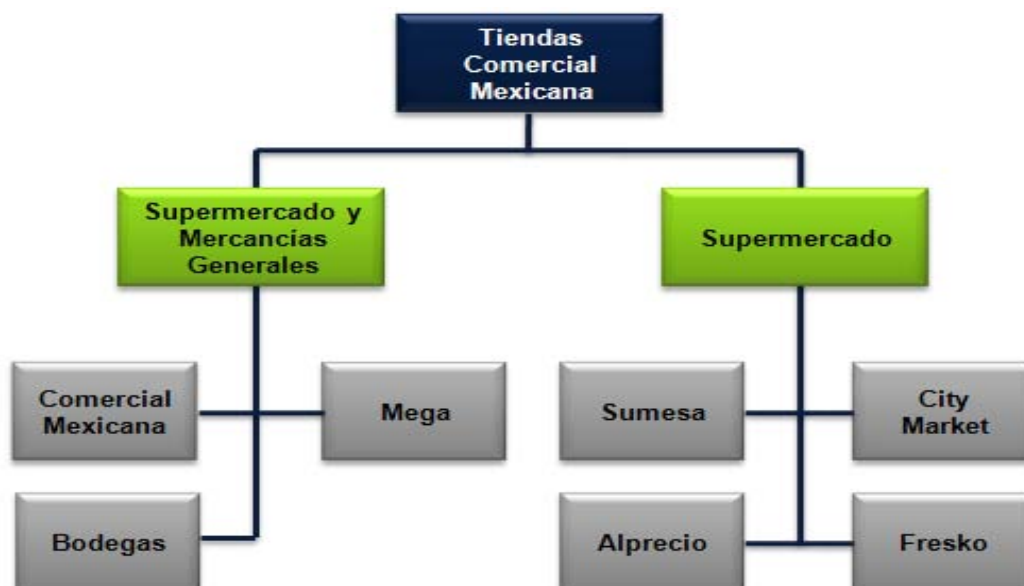 Tiendas
Comercial
Mexicana
Supermercado y
Mercancías
Generales
Supermercado
Comercial
Mexicana
Mega
Sumesa
City
Market
Bodegas
Alprecio
Fresko